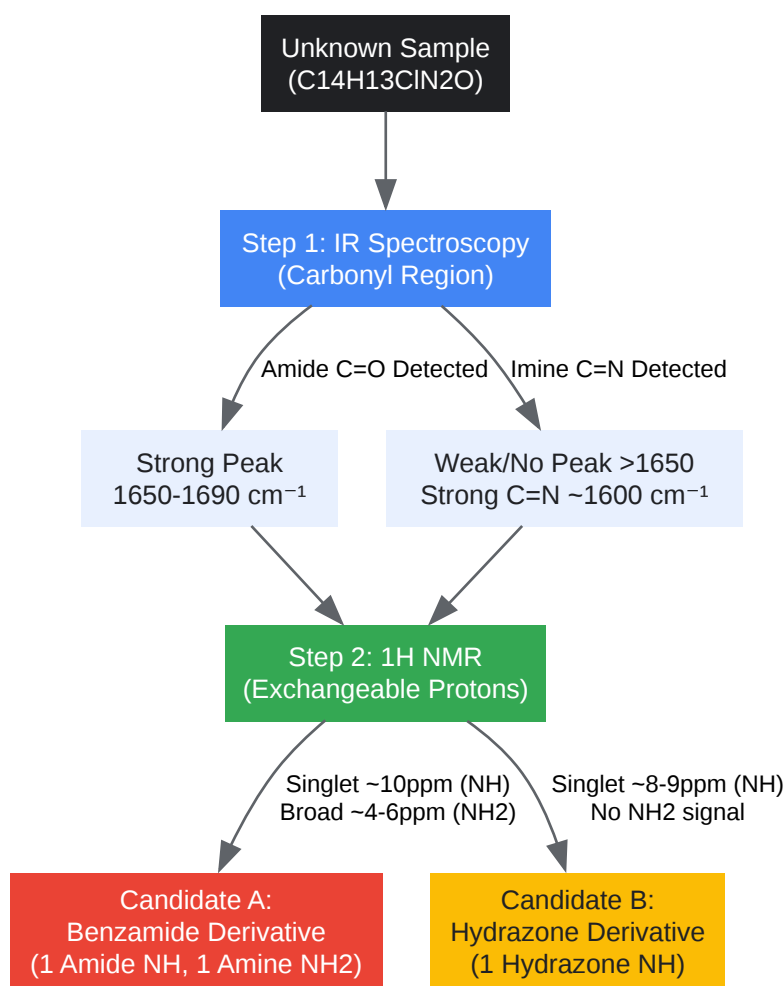 Unknown Sample
(C14H13ClN2O)
Step 1: IR Spectroscopy
(Carbonyl Region)
Amide C=O Detected
Imine C=N Detected
Strong Peak
1650-1690 cm⁻¹
Weak/No Peak >1650
Strong C=N ~1600 cm⁻¹
Step 2: 1H NMR
(Exchangeable Protons)
Singlet ~10ppm (NH)
Broad ~4-6ppm (NH2)
Singlet ~8-9ppm (NH)
No NH2 signal
Candidate A:
Benzamide Derivative
(1 Amide NH, 1 Amine NH2)
Candidate B:
Hydrazone Derivative
(1 Hydrazone NH)